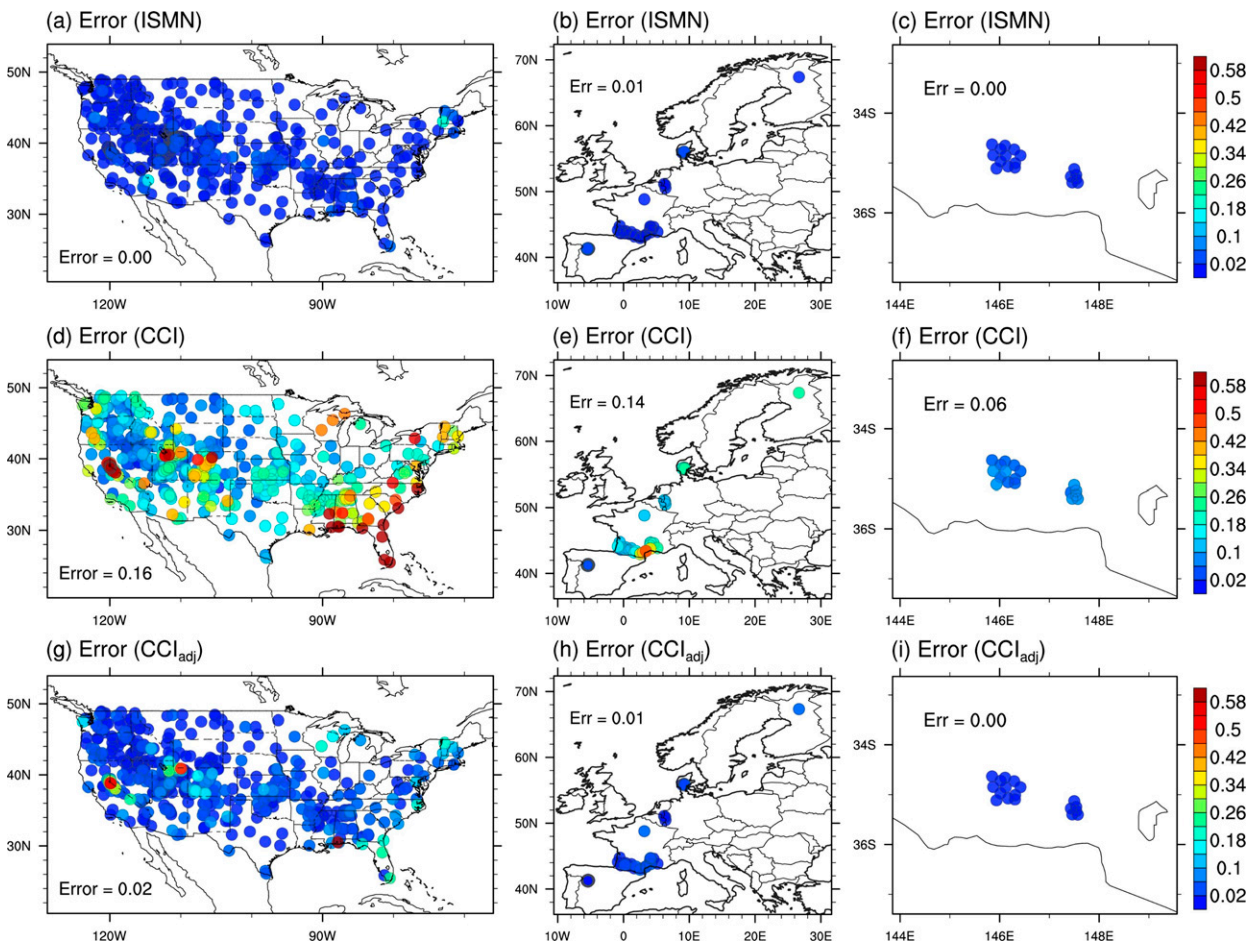 (a) Error (ISMN)
(b) Error (ISMN)
(c) Error (ISMN)
50N
40N
30N
Error = 0.00
120W
90W
70N
60N
50N
40N
Err = 0.01
10W
0
10E
20E
30E
34S
36S
Err = 0.00
144E
146E
148E
0.58
0.5
0.42
0.34
0.26
0.18
0.1
0.02
(d) Error (CCI)
(e) Error (CCI)
(f) Error (CCI)
50N
40N
30N
Error = 0.16
120W
90W
70N
60N
50N
40N
Err = 0.14
10W
0
10E
20E
30E
34S
36S
Err = 0.06
144E
146E
148E
0.58
0.5
0.42
0.34
0.26
0.18
0.1
0.02
(g) Error (CCIadj)
(h) Error (CCIadj)
(i) Error (CCIadj)
50N
40N
30N
Error = 0.02
120W
90W
70N
60N
50N
40N
Err = 0.01
10W
0
10E
20E
30E
34S
36S
Err = 0.00
144E
146E
148E
0.58
0.5
0.42
0.34
0.26
0.18
0.1
0.02